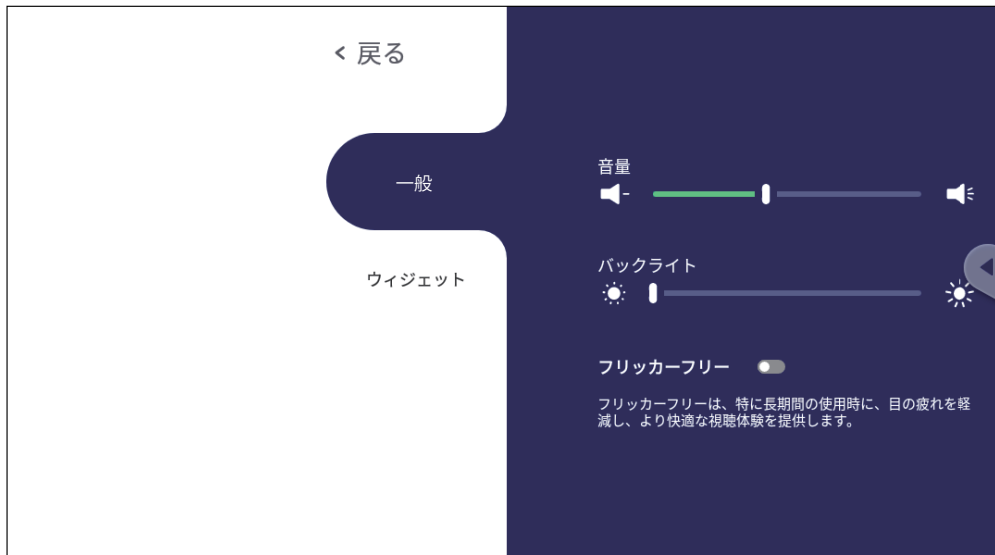 戻る
一般
ウィジェット
音量
バックライト
フリッカーフリー
フリッカーフリーは、特に長期間の使用時に、目の疲れを軽
減し、より快適な視聴体験を提供します。